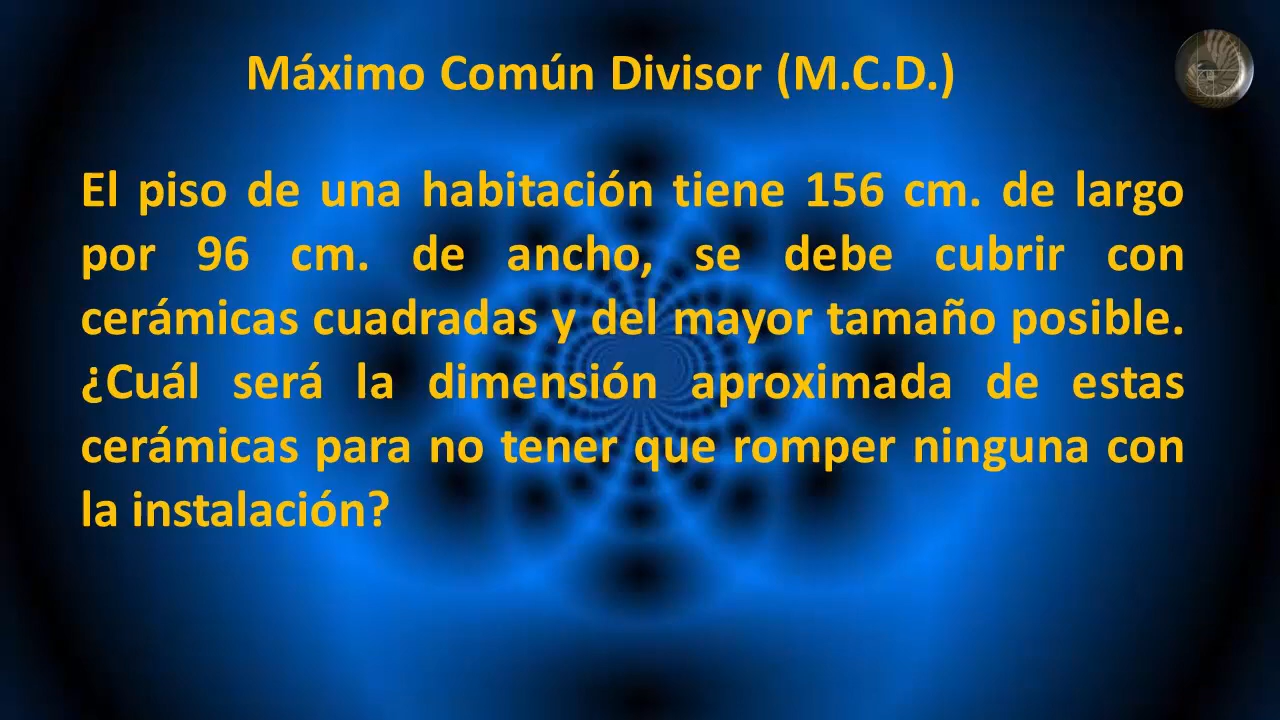 Máximo Común Divisor (M.C.D.)
El piso de una habitación tiene 156 cm. de largo
por 96 cm. de ancho, se debe cubrir con
cerámicas cuadradas y del mayor tamaño posible.
¿Cuál será la dimensión aproximada de estas
cerámicas para no tener que romper ninguna con
la instalación?